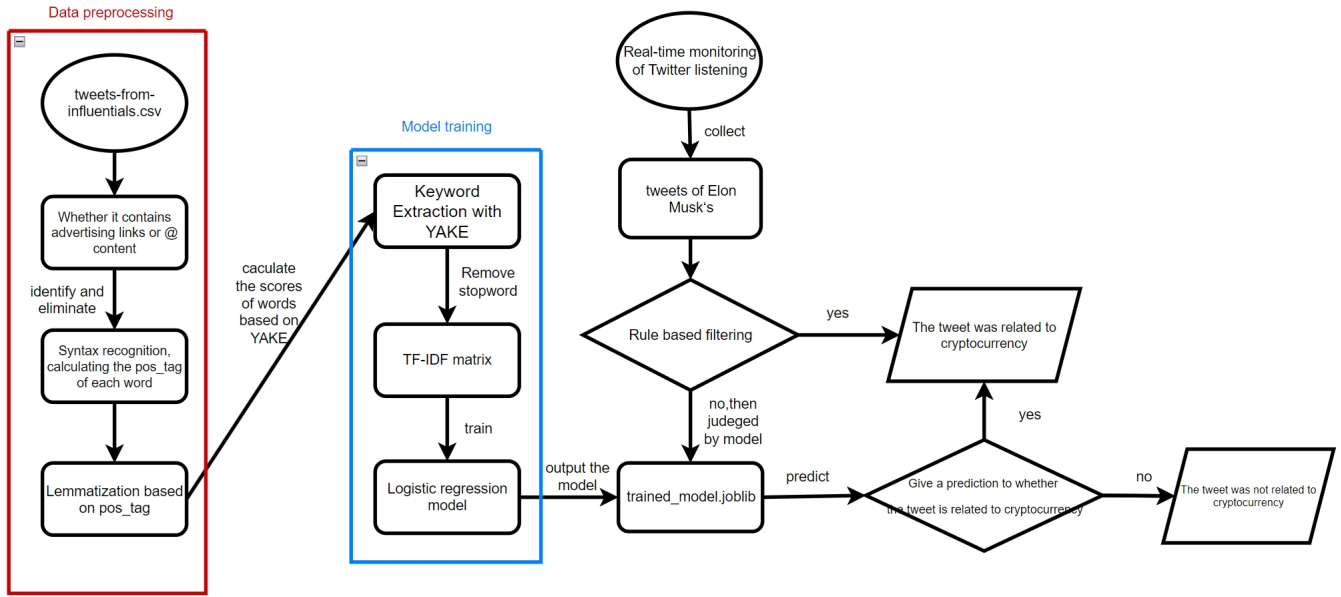 Data preprocessing
tweets-from-
influentials.csv
Whether it contains
advertising links or @
content
identify and
eliminate
Syntax recognition,
calculating the pos_tag
of each word
Lemmatization based
on pos_tag
caculate
the scores
of words
based on
YAKE
Model training
Keyword
Extraction with
YAKE
Remove
stopword
TF-IDF matrix
train
Logistic regression
model
output the
model
Real-time monitoring
of Twitter listening
collect
tweets of Elon
Musk‘s
Rule based filtering
yes
The tweet was related to
cryptocurrency
no,then
judeged
by model
trained_model.joblib
predict
Give a prediction to whether
the tweet is related to cryptocurrency
yes
no
The tweet was not related to
cryptocurrency